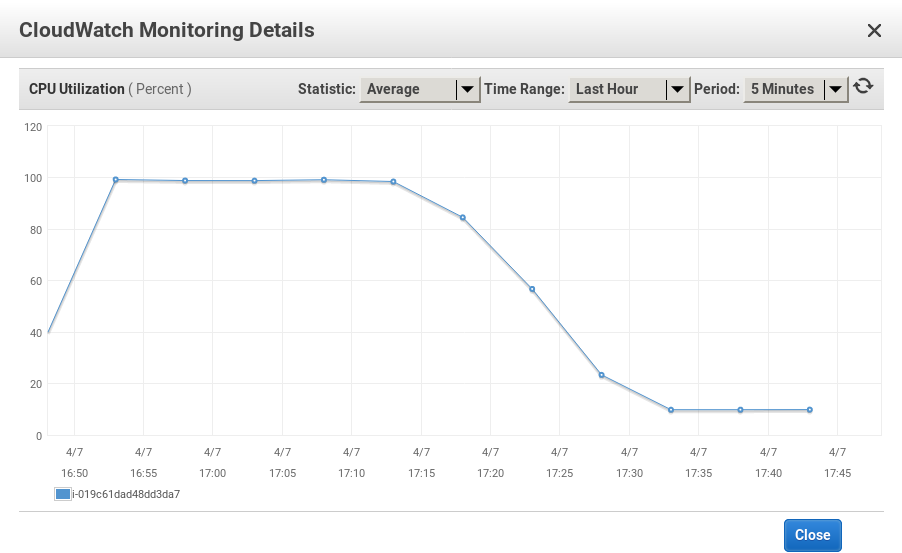 CloudWatch Monitoring Details
CPU Utilization ( Percent )
Statistic: Average Time Range: Last Hour Period: 5 Minutes
120
100
80
60
40
20
0
4/7 4/7 4/7 4/7 4/7 4/7 4/7 4/7 4/7 4/7 4/7 4/7
16:50 16:55 17:00 17:05 17:10 17:15 17:20 17:25 17:30 17:35 17:40 17:45
i-019c61dad48dd3da7
Close